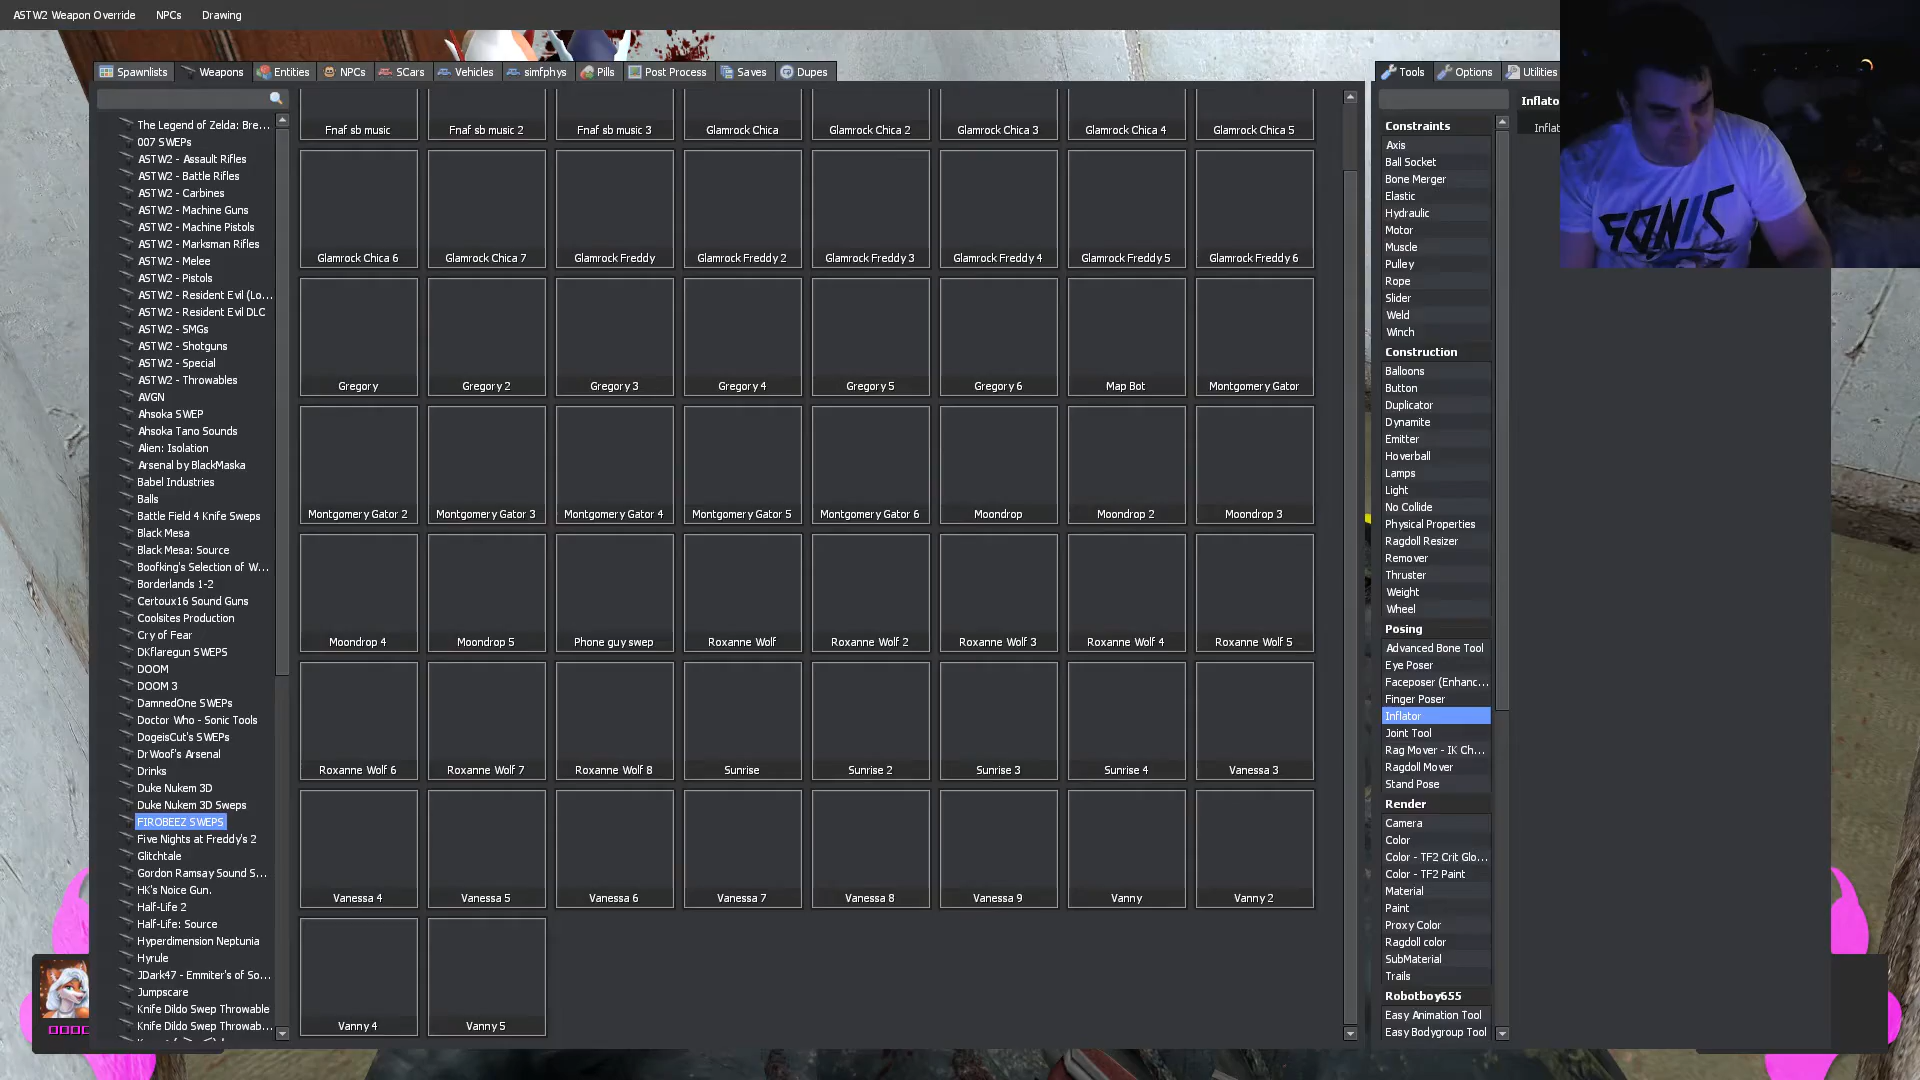 ASTW2 Weapon Override NPCs Drawing
Spawnlists Weapons Entities NPCs SCars Vehicles simfphys Pills Post Process Saves Dupes
Tools Options Utilities
The Legend of Zelda: Bre...
007 SWEPs
ASTW2 - Assault Rifles
ASTW2 - Battle Rifles
ASTW2 - Carbines
ASTW2 - Machine Guns
ASTW2 - Machine Pistols
ASTW2 - Marksman Rifles
ASTW2 - Melee
ASTW2 - Pistols
ASTW2 - Resident Evil (Lo...
ASTW2 - Resident Evil DLC
ASTW2 - SMGs
ASTW2 - Shotguns
ASTW2 - Special
ASTW2 - Throwables
AVGN
Ahsoka SWEP
Ahsoka Tano Sounds
Alien: Isolation
Arsenal by BlackMaska
Babel Industries
Balls
Battle Field 4 Knife Sweps
Black Mesa
Black Mesa: Source
Boofking's Selection of W...
Borderlands 1-2
Certoux16 Sound Guns
Coolsites Production
Cry of Fear
DKflaregun SWEPS
DOOM
DOOM 3
DamnedOne SWEPs
Doctor Who - Sonic Tools
DogeisCut's SWEPs
DrWoof's Arsenal
Drinks
Duke Nukem 3D
Duke Nukem 3D Sweps
FIROBEEZ SWEPS
Five Nights at Freddy's 2
Glitchtale
Gordon Ramsay Sound S...
HK's Noice Gun.
Half-Life 2
Half-Life: Source
Hyperdimension Neptunia
Hyrule
JDark47 - Emmiter's of So...
Jumpscare
Knife Dildo Swep Throwable
Knife Dildo Swep Throwab...
Fnaf sb music Fnaf sb music 2 Fnaf sb music 3 Glamrock Chica Glamrock Chica 2 Glamrock Chica 3 Glamrock Chica 4 Glamrock Chica 5
Glamrock Chica 6 Glamrock Chica 7 Glamrock Freddy Glamrock Freddy 2 Glamrock Freddy 3 Glamrock Freddy 4 Glamrock Freddy 5 Glamrock Freddy 6
Gregory Gregory 2 Gregory 3 Gregory 4 Gregory 5 Gregory 6 Map Bot Montgomery Gator
Montgomery Gator 2 Montgomery Gator 3 Montgomery Gator 4 Montgomery Gator 5 Montgomery Gator 6 Moondrop Moondrop 2 Moondrop 3
Moondrop 4 Moondrop 5 Phone guy swep Roxanne Wolf Roxanne Wolf 2 Roxanne Wolf 3 Roxanne Wolf 4 Roxanne Wolf 5
Roxanne Wolf 6 Roxanne Wolf 7 Roxanne Wolf 8 Sunrise Sunrise 2 Sunrise 3 Sunrise 4 Vanessa 3
Vanessa 4 Vanessa 5 Vanessa 6 Vanessa 7 Vanessa 8 Vanessa 9 Vanny Vanny 2
Vanny 4 Vanny 5
Constraints
Axis
Ball Socket
Bone Merger
Elastic
Hydraulic
Motor
Muscle
Pulley
Rope
Slider
Weld
Winch
Construction
Balloons
Button
Duplicator
Dynamite
Emitter
Hoverball
Lamps
Light
No Collide
Physical Properties
Ragdoll Resizer
Remover
Thruster
Weight
Wheel
Posing
Advanced Bone Tool
Eye Poser
Faceposer (Enhanc...
Finger Poser
Inflator
Joint Tool
Rag Mover - IK Ch...
Ragdoll Mover
Stand Pose
Render
Camera
Color
Color - TF2 Crit Glo...
Color - TF2 Paint
Material
Paint
Proxy Color
Ragdoll color
SubMaterial
Trails
Robotboy655
Easy Animation Tool
Easy Bodygroup Tool
Inflato
Inflat
SONIC